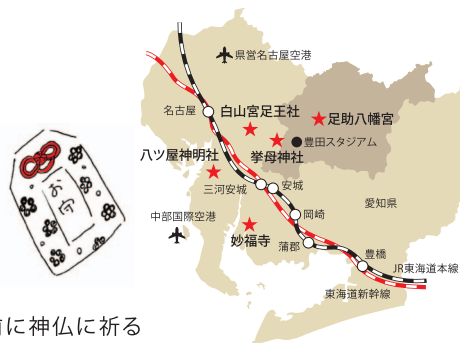 県営名古屋空港
名古屋
白山宮足王社
足助八幡宮
豊田スタジアム
挙母神社
八ツ屋神明社
三河安城
安城
愛知県
岡崎
中部国際空港
妙福寺
蒲郡
豊橋
JR東海道本線
東海道新幹線
お守
に神仏に祈る